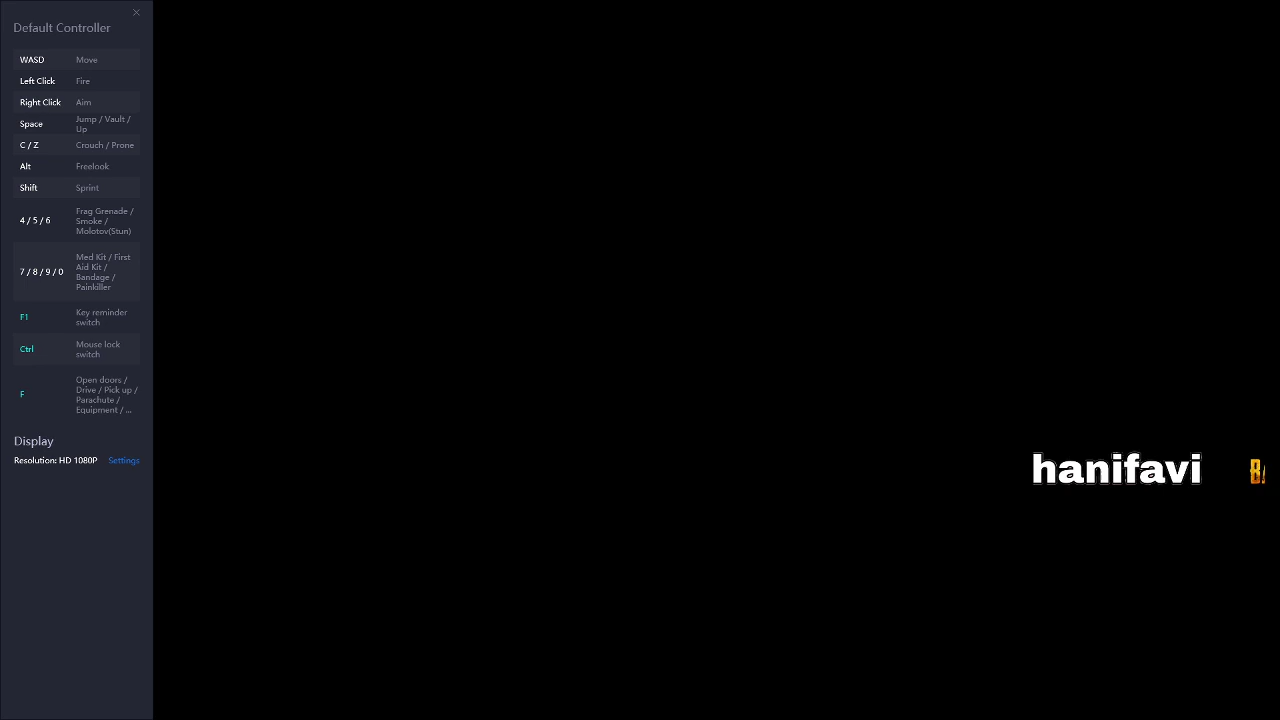 Default Controller
WASD Move
Left Click Fire
Right Click Aim
Space Jump / Vault /
Up
C / Z Crouch / Prone
Alt Freelook
Shift Sprint
4 / 5 / 6 Frag Grenade /
Smoke /
Molotov(Stun)
7 / 8 / 9 / 0 Med Kit / First
Aid Kit /
Bandage /
Painkiller
F1 Key reminder
switch
Ctrl Mouse lock
switch
F Open doors /
Drive / Pick up /
Parachute /
Equipment / ...
Display
Resolution: HD 1080P Settings
hanifavi